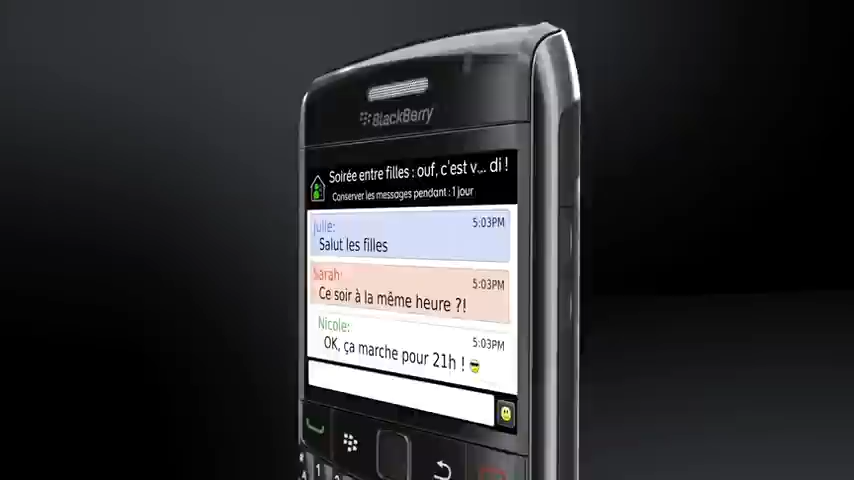 BlackBerry
Soirée entre filles : ouf, c'est v... di !
Conserver les messages pendant : 1 jour
Julie:
5:03PM
Salut les filles
Sarah:
5:03PM
Ce soir à la même heure ?!
Nicole:
5:03PM
OK, ça marche pour 21h !
1